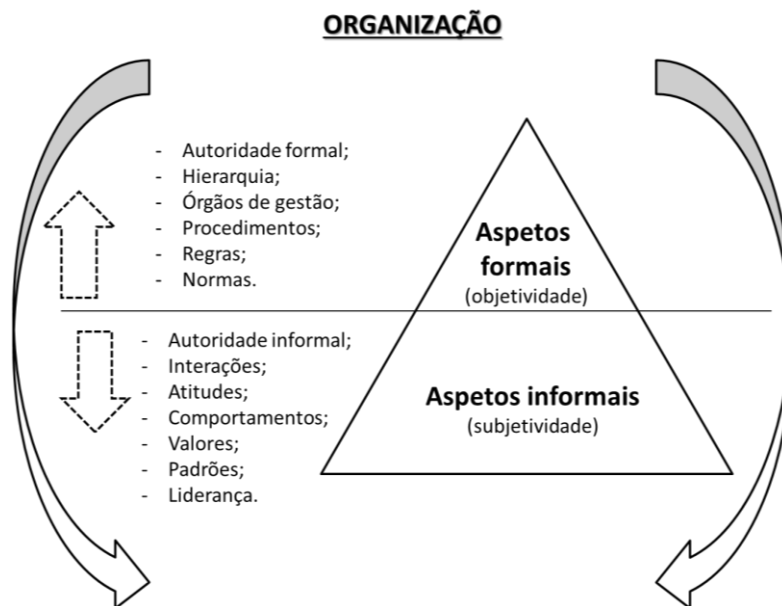 ORGANIZAÇÃO
- Autoridade formal;
- Hierarquia;
- Órgãos de gestão;
- Procedimentos;
- Regras;
- Normas.
Aspetos
formais
(objetividade)
- Autoridade informal;
- Interações;
- Atitudes;
- Comportamentos;
- Valores;
- Padrões;
- Liderança.
Aspetos informais
(subjetividade)